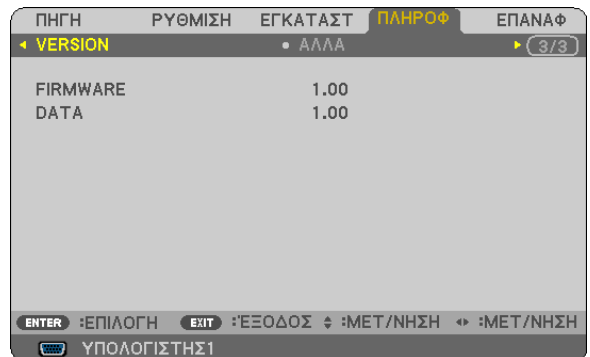 ΠΗΓΗ ΡΥΘΜΙΣΗ ΕΓΚΑΤΑΣΤ ΠΛΗΡΟΦ ΕΠΑΝΑΦ
VERSION ΑΛΛΑ 3/3
FIRMWARE 1.00
DATA 1.00
ENTER :ΕΠΙΛΟΓΗ EXIT :ΈΞΟΔΟΣ :ΜΕΤ/ΝΗΣΗ :ΜΕΤ/ΝΗΣΗ
ΥΠΟΛΟΓΙΣΤΗΣ1